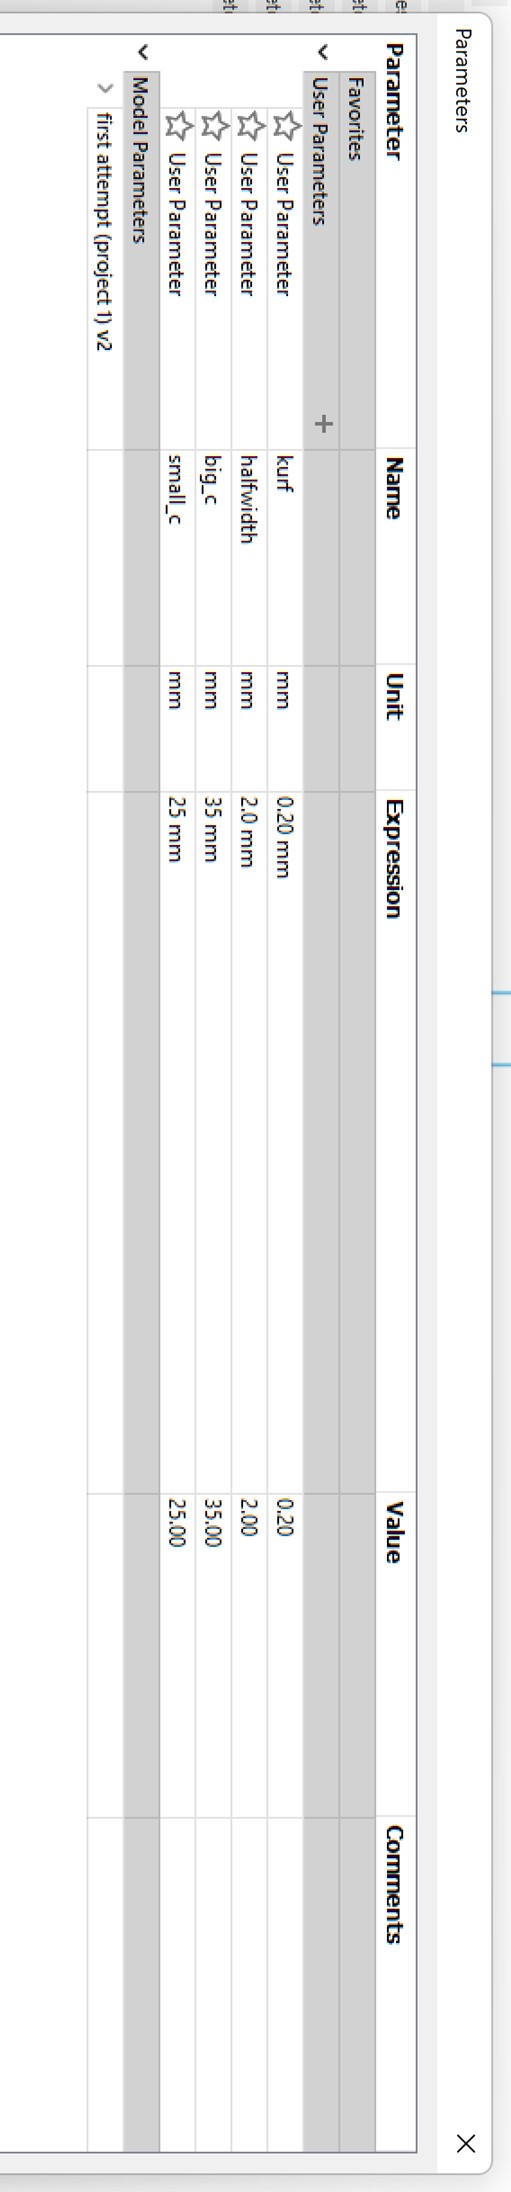 Parameters
Parameter Name Unit Expression Value Comments
Favorites
User Parameters
User Parameter kurf mm 0.20 mm 0.20
User Parameter halfwidth mm 2.0 mm 2.00
User Parameter big_c mm 35 mm 35.00
User Parameter small_c mm 25 mm 25.00
Model Parameters
first attempt (project 1) v2